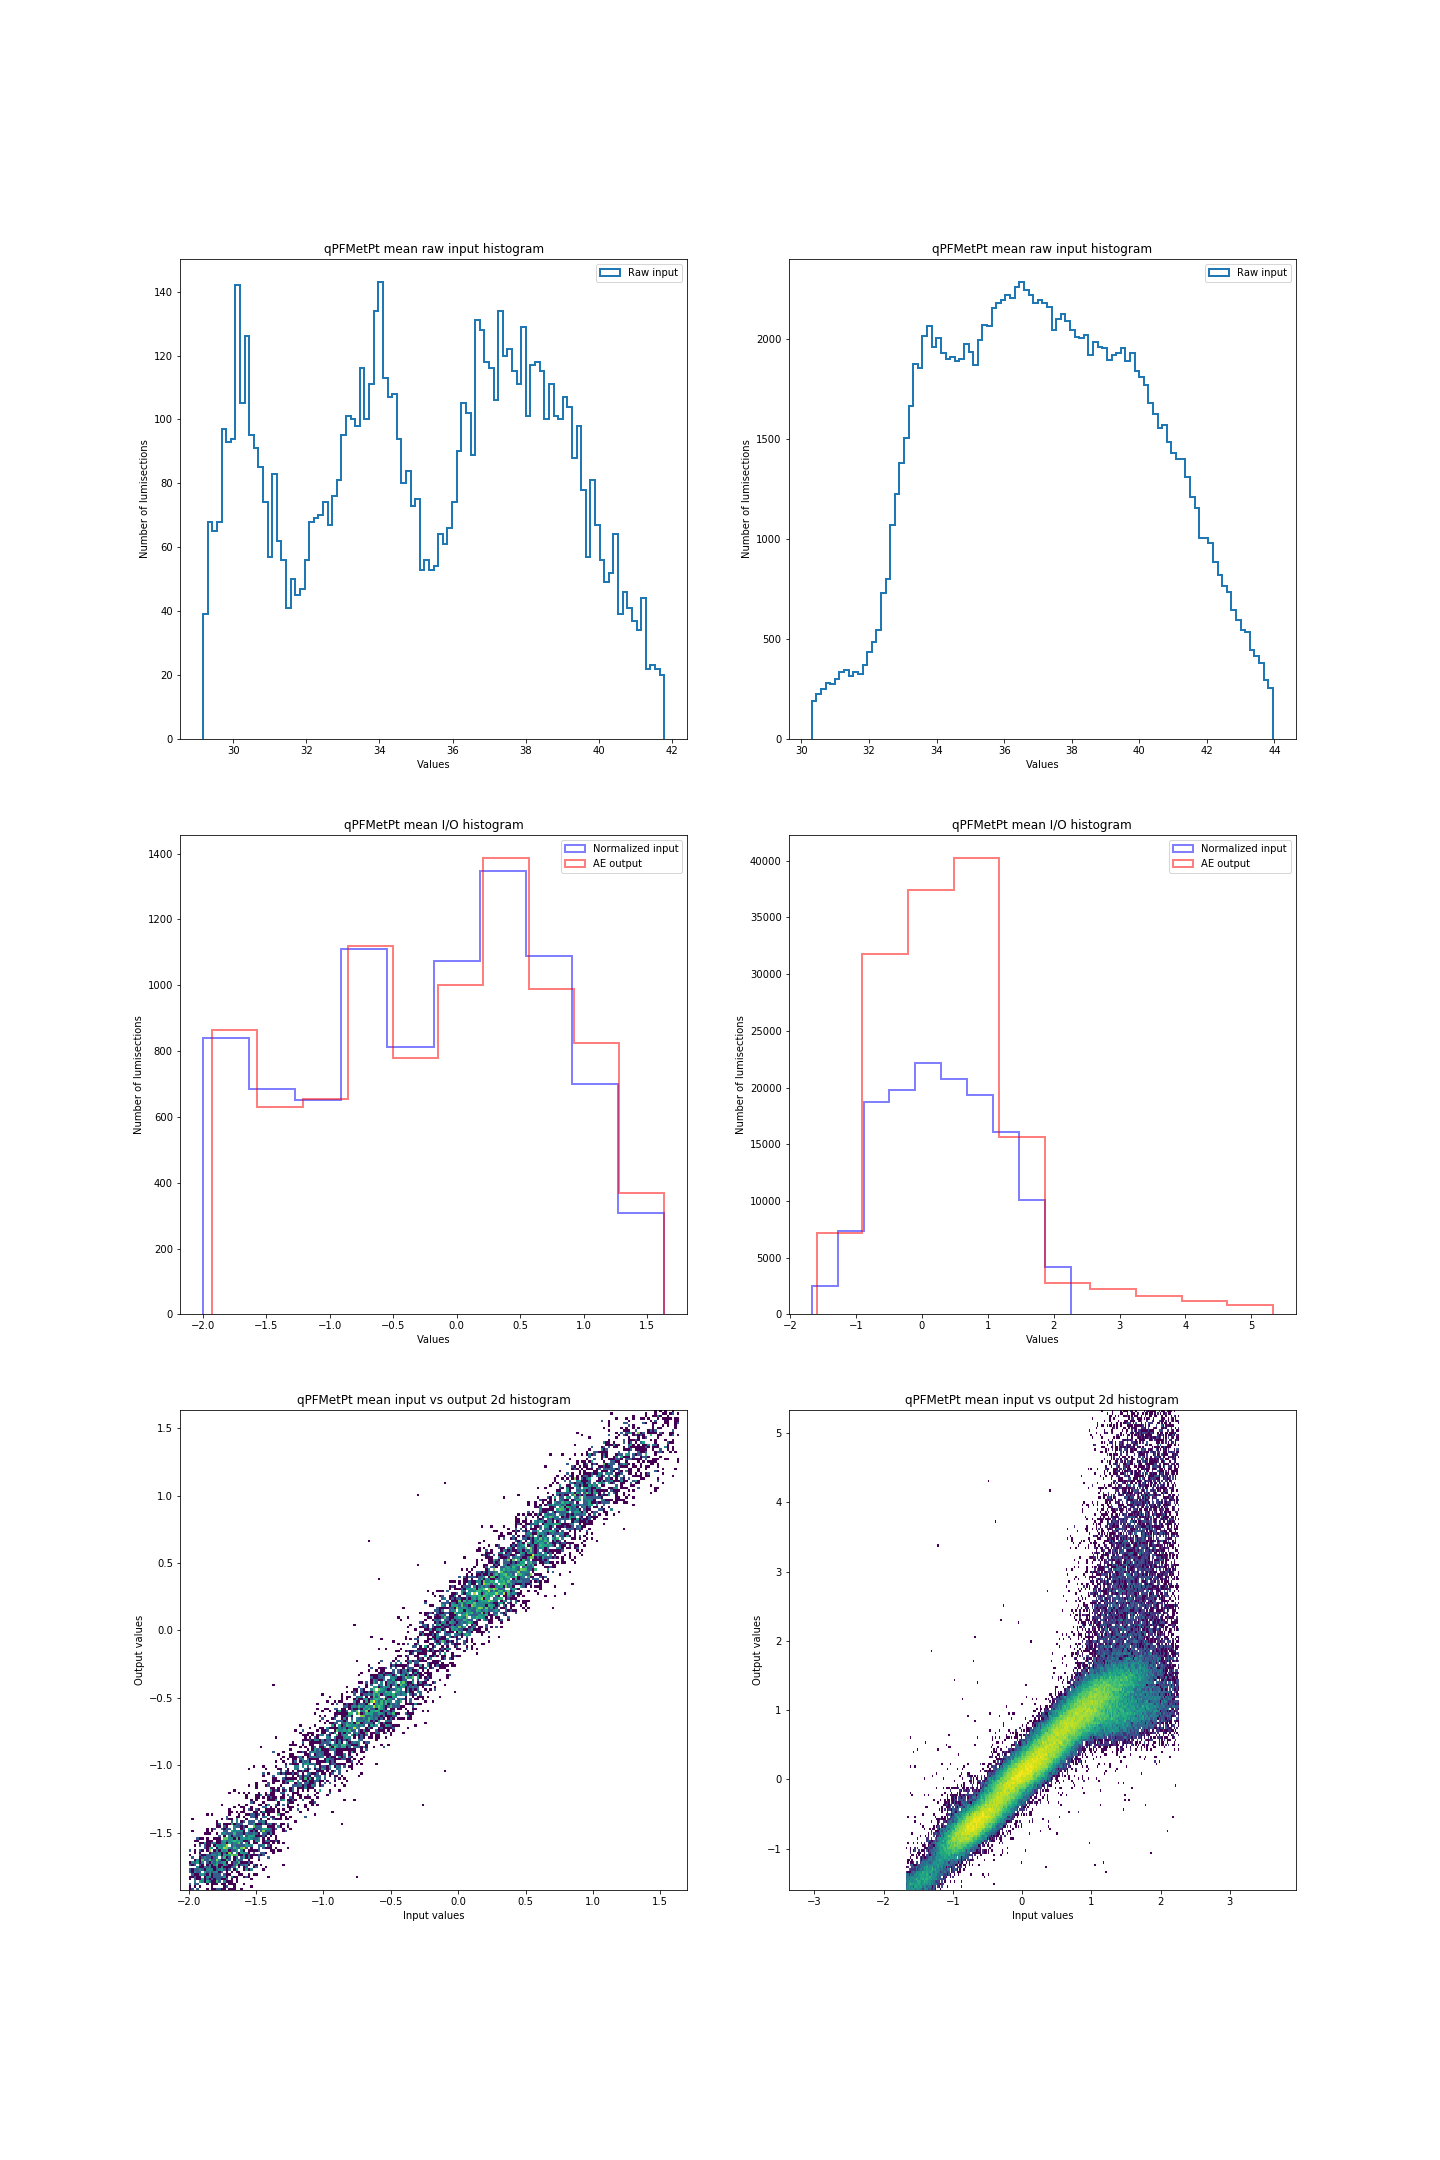 qPFMetPt mean raw input histogram
Raw input
Number of lumisections
140
120
100
80
60
40
20
0
30 32 34 36 38 40 42
Values
qPFMetPt mean raw input histogram
Raw input
Number of lumisections
2000
1500
1000
500
0
30 32 34 36 38 40 42 44
Values
qPFMetPt mean I/O histogram
Normalized input
AE output
Number of lumisections
1400
1200
1000
800
600
400
200
0
−2.0 −1.5 −1.0 −0.5 0.0 0.5 1.0 1.5
Values
qPFMetPt mean I/O histogram
Normalized input
AE output
Number of lumisections
40000
35000
30000
25000
20000
15000
10000
5000
0
−2 −1 0 1 2 3 4 5
Values
qPFMetPt mean input vs output 2d histogram
Output values
1.5
1.0
0.5
0.0
−0.5
−1.0
−1.5
−2.0 −1.5 −1.0 −0.5 0.0 0.5 1.0 1.5
Input values
qPFMetPt mean input vs output 2d histogram
Output values
5
4
3
2
1
0
−1
−3 −2 −1 0 1 2 3
Input values